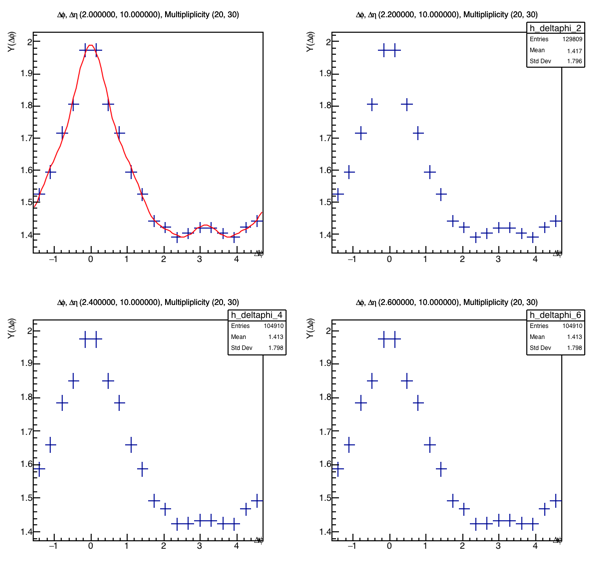 Δφ, Δη (2.000000, 10.000000), Multipliplicity (20, 30)
Y(Δφ)
2
1.9
1.8
1.7
1.6
1.5
1.4
−1 0 1 2 3 4
Δφ
Δφ, Δη (2.200000, 10.000000), Multipliplicity (20, 30)
h_deltaphi_2
Entries 129809
Mean 1.417
Std Dev 1.796
Y(Δφ)
2
1.9
1.8
1.7
1.6
1.5
1.4
−1 0 1 2 3 4
Δφ
Δφ, Δη (2.400000, 10.000000), Multipliplicity (20, 30)
h_deltaphi_4
Entries 104910
Mean 1.413
Std Dev 1.798
Y(Δφ)
2
1.9
1.8
1.7
1.6
1.5
1.4
−1 0 1 2 3 4
Δφ
Δφ, Δη (2.600000, 10.000000), Multipliplicity (20, 30)
h_deltaphi_6
Entries 104910
Mean 1.413
Std Dev 1.798
Y(Δφ)
2
1.9
1.8
1.7
1.6
1.5
1.4
−1 0 1 2 3 4
Δφ